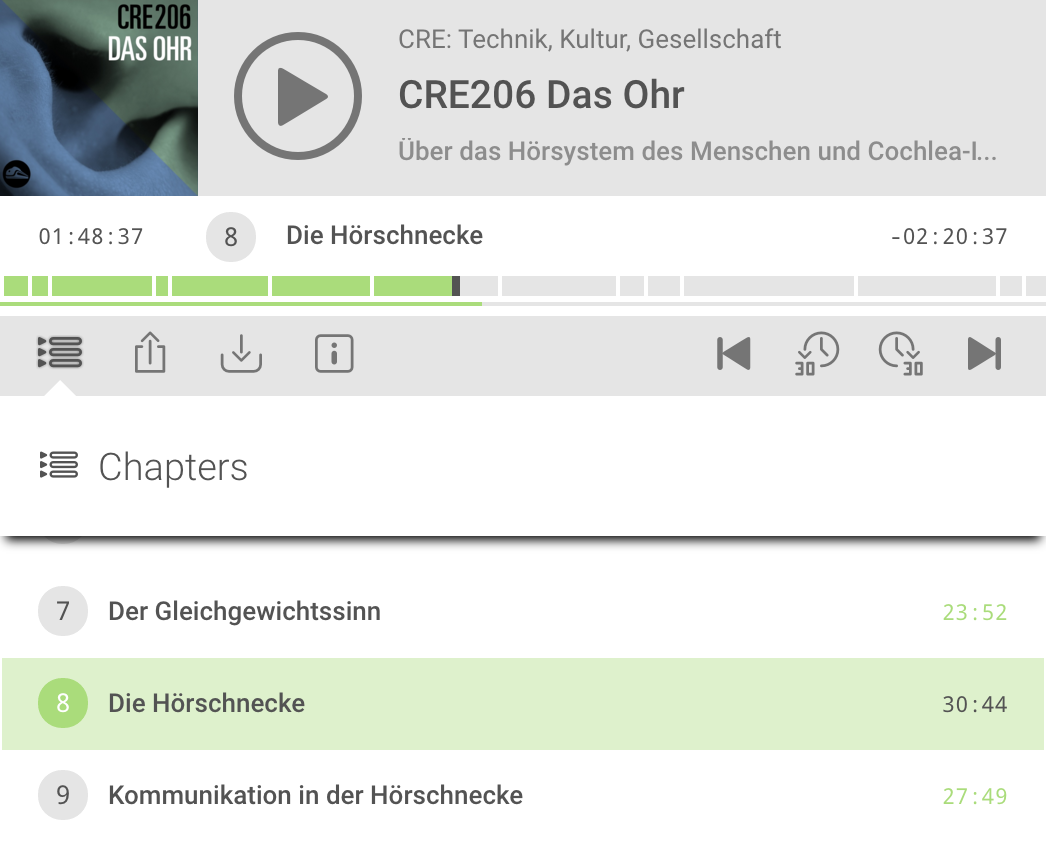 CRE206
DAS OHR
CRE: Technik, Kultur, Gesellschaft
CRE206 Das Ohr
Über das Hörsystem des Menschen und Cochlea-I...
01:48:37
8
Die Hörschnecke
-02:20:37
30
30
Chapters
7
Der Gleichgewichtssinn
23:52
8
Die Hörschnecke
30:44
9
Kommunikation in der Hörschnecke
27:49